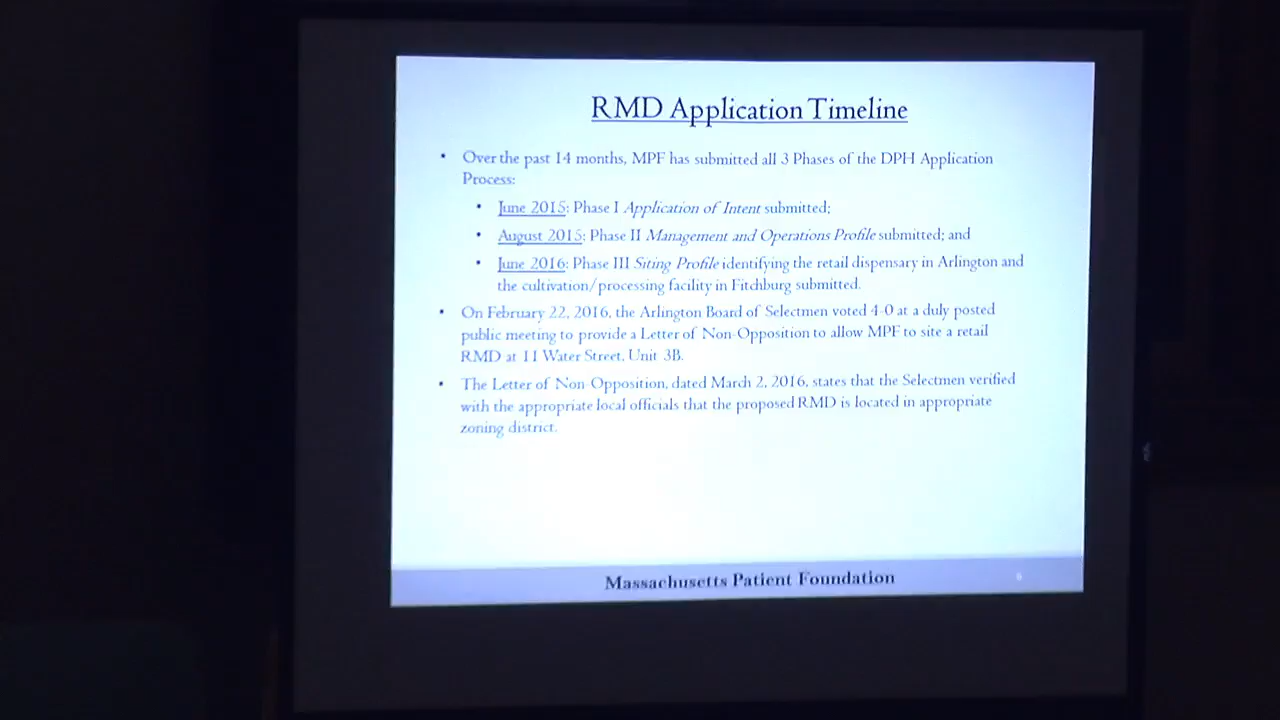 RMD Application Timeline
• Over the past 14 months, MPF has submitted all 3 Phases of the DPH Application
Process:
• June 2015: Phase I Application of Intent submitted;
• August 2015: Phase II Management and Operations Profile submitted; and
• June 2016: Phase III Siting Profile identifying the retail dispensary in Arlington and
the cultivation/processing facility in Fitchburg submitted.
• On February 22, 2016, the Arlington Board of Selectmen voted 4-0 at a duly posted
public meeting to provide a Letter of Non-Opposition to allow MPF to site a retail
RMD at 11 Water Street, Unit 3B.
• The Letter of Non-Opposition, dated March 2, 2016, states that the Selectmen verified
with the appropriate local officials that the proposed RMD is located in appropriate
zoning district.
Massachusetts Patient Foundation